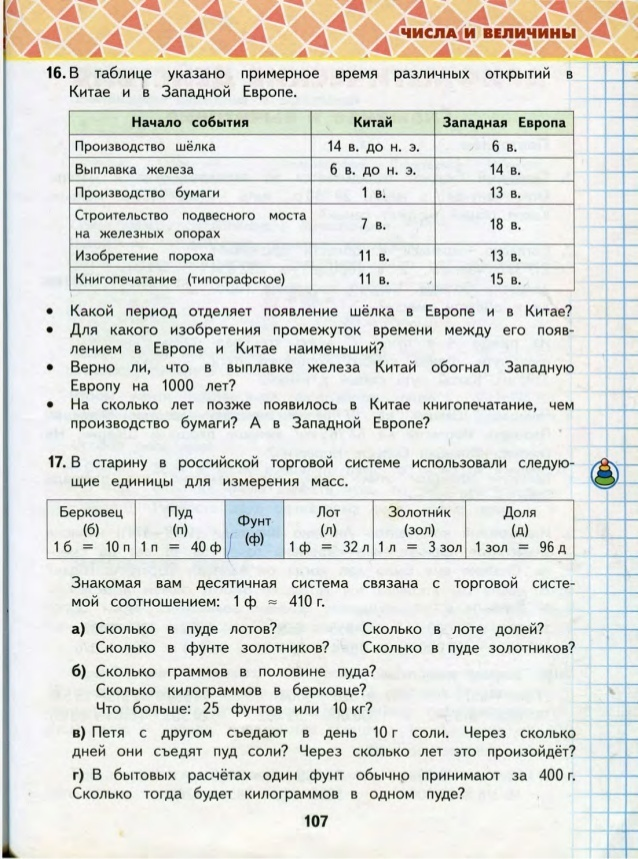 ЧИСЛА И ВЕЛИЧИНЫ
16. В таблице указано примерное время различных открытий в
Китае и в Западной Европе.
Начало события Китай Западная Европа
Производство шёлка 14 в. до н. э. 6 в.
Выплавка железа 6 в. до н. э. 14 в.
Производство бумаги 1 в. 13 в.
Строительство подвесного моста
на железных опорах 7 в. 18 в.
Изобретение пороха 11 в. 13 в.
Книгопечатание (типографское) 11 в. 15 в.
• Какой период отделяет появление шёлка в Европе и в Китае?
• Для какого изобретения промежуток времени между его появ-
лением в Европе и Китае наименьший?
• Верно ли, что в выплавке железа Китай обогнал Западную
Европу на 1000 лет?
• На сколько лет позже появилось в Китае книгопечатание, чем
производство бумаги? А в Западной Европе?
17. В старину в российской торговой системе использовали следую-
щие единицы для измерения масс.
Берковец Пуд Фунт Лот Золотник Доля
(б) (п) (ф) (л) (зол) (д)
1 б = 10 п 1 п = 40 ф 1 ф = 32 л 1 л = 3 зол 1 зол = 96 д
Знакомая вам десятичная система связана с торговой систе-
мой соотношением: 1 ф ≈ 410 г.
а) Сколько в пуде лотов? Сколько в лоте долей?
Сколько в фунте золотников? Сколько в пуде золотников?
б) Сколько граммов в половине пуда?
Сколько килограммов в берковце?
Что больше: 25 фунтов или 10 кг?
в) Петя с другом съедают в день 10 г соли. Через сколько
дней они съедят пуд соли? Через сколько лет это произойдёт?
г) В бытовых расчётах один фунт обычно принимают за 400 г.
Сколько тогда будет килограммов в одном пуде?
107